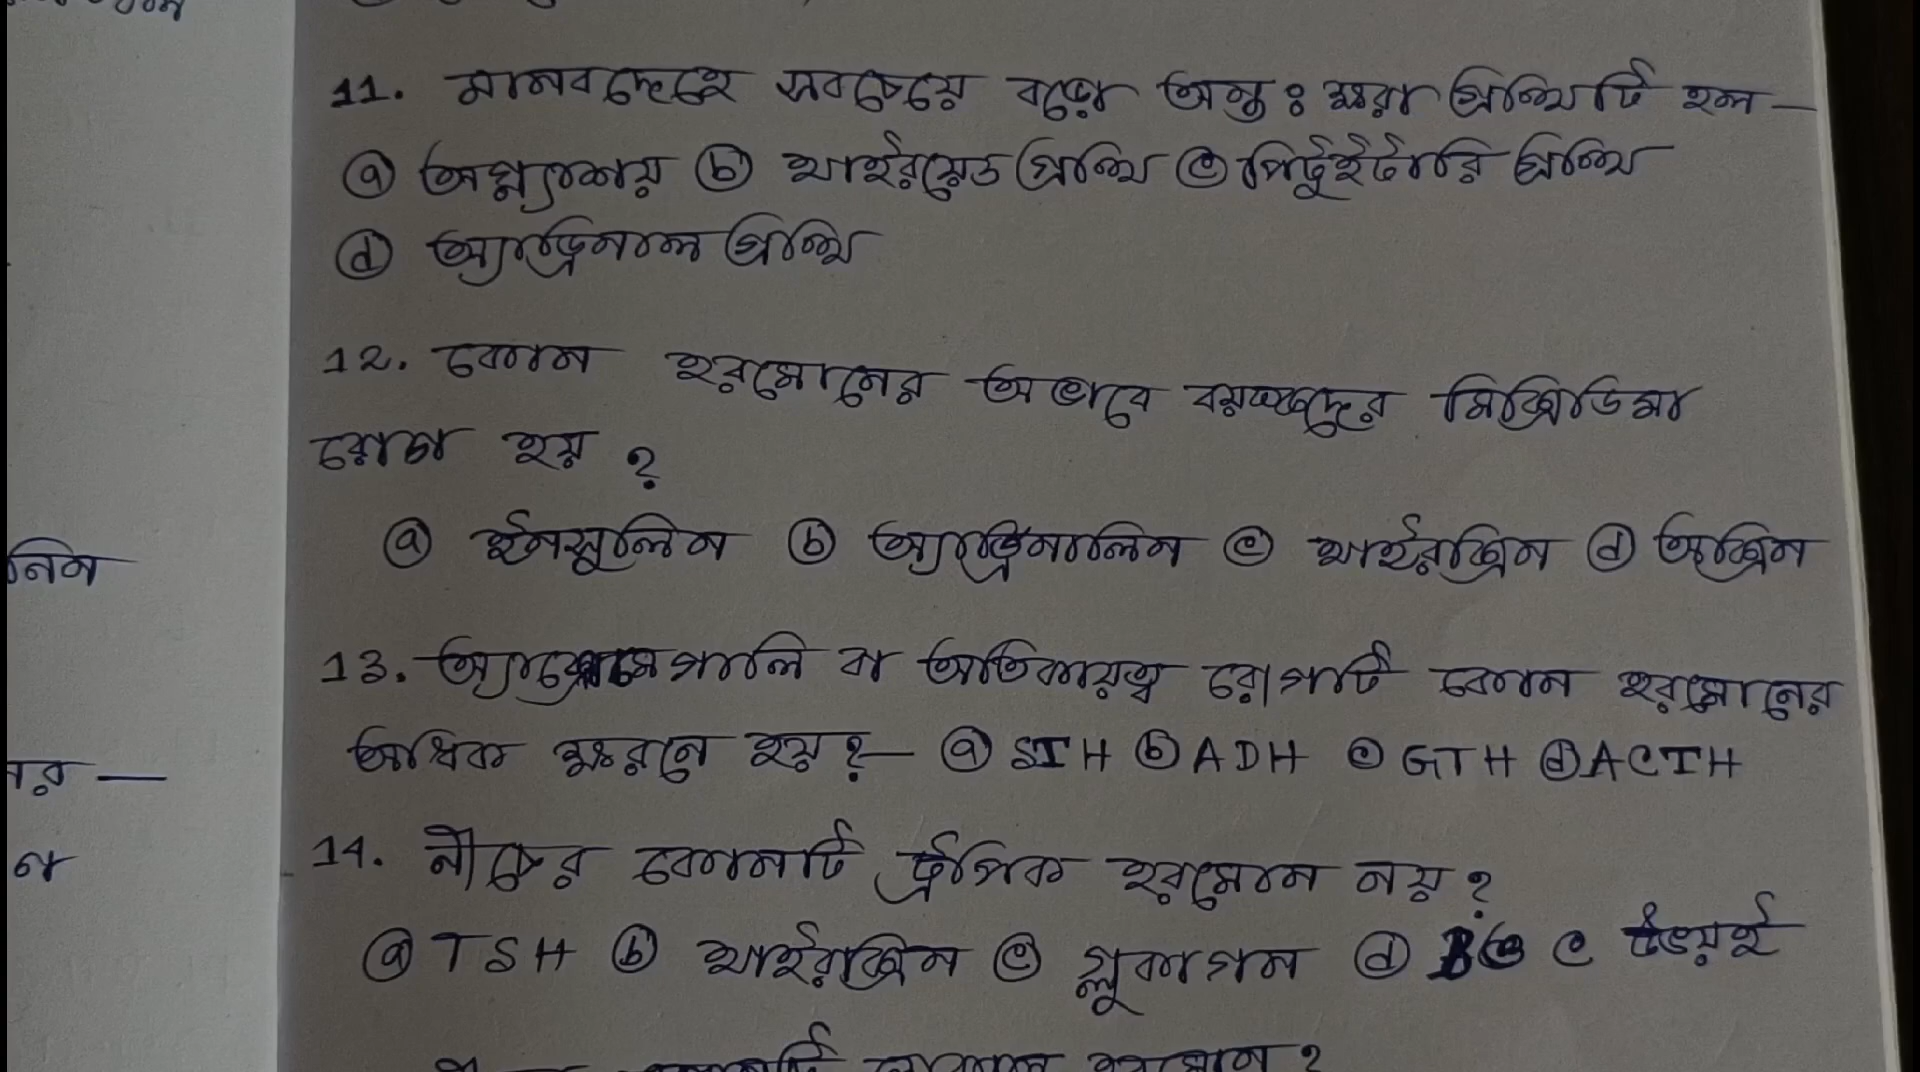 11. মানবদেহে সবচেয়ে বড়ো অন্ত:ক্ষরা গ্রন্থিটি হল —
ⓐ অগ্ন্যাশয় ⓑ থাইরয়েড গ্রন্থি ⓒ পিটুইটারি গ্রন্থি
ⓓ অ্যাড্রিনাল গ্রন্থি
12. কোন হরমোনের অভাবে বয়স্কদের মিক্সিডিমা
রোগ হয় ?
ⓐ ইনসুলিন ⓑ অ্যাড্রিনালিন ⓒ থাইরক্সিন ⓓ অক্সিন
নিন
13. অ্যাক্রোমেগালি বা অতিকায়ত্ব রোগটি কোন হরমোনের
অধিক ক্ষরনে হয় ? — ⓐ STH ⓑ ADH ⓒ GTH ⓓ ACTH
র —
14. নীচের কোনটি ট্রপিক হরমোন নয় ?
ন
ⓐ TSH ⓑ থাইরক্সিন ⓒ গ্লুকাগন ⓓ B ও C উভয়ই